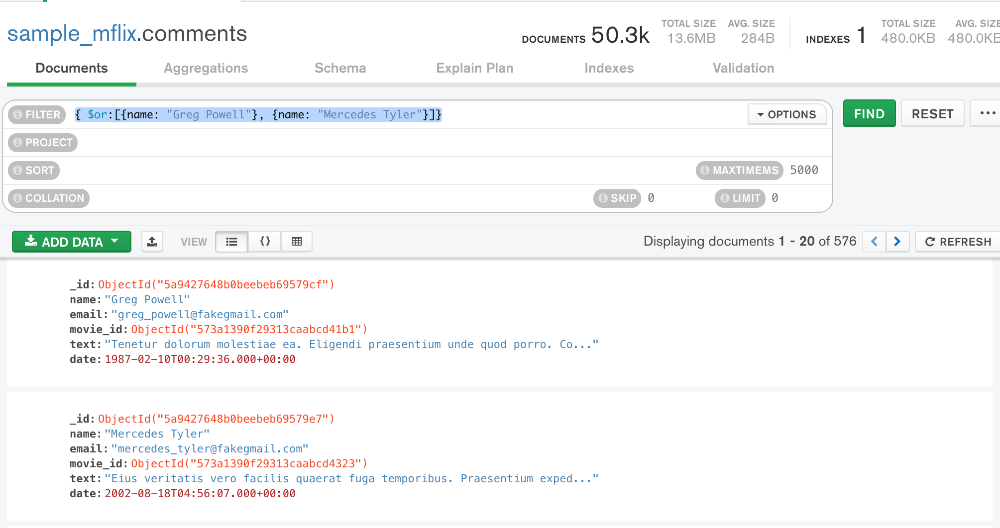 sample_mflix.comments
DOCUMENTS 50.3k TOTAL SIZE 13.6MB AVG. SIZE 284B INDEXES 1 TOTAL SIZE 480.0KB AVG. SIZE 480.0KB
Documents Aggregations Schema Explain Plan Indexes Validation
FILTER { $or:[{name: "Greg Powell"}, {name: "Mercedes Tyler"}]} OPTIONS FIND RESET ...
PROJECT
SORT MAXTIMEMS 5000
COLLATION SKIP 0 LIMIT 0
ADD DATA VIEW {} Displaying documents 1 - 20 of 576 < > REFRESH
_id: ObjectId("5a9427648b0beebeb69579cf")
name: "Greg Powell"
email: "greg_powell@fakegmail.com"
movie_id: ObjectId("573a1390f29313caabcd41b1")
text: "Tenetur dolorum molestiae ea. Eligendi praesentium unde quod porro. Co..."
date: 1987-02-10T00:29:36.000+00:00
_id: ObjectId("5a9427648b0beebeb69579e7")
name: "Mercedes Tyler"
email: "mercedes_tyler@fakegmail.com"
movie_id: ObjectId("573a1390f29313caabcd4323")
text: "Eius veritatis vero facilis quaerat fuga temporibus. Praesentium exped..."
date: 2002-08-18T04:56:07.000+00:00